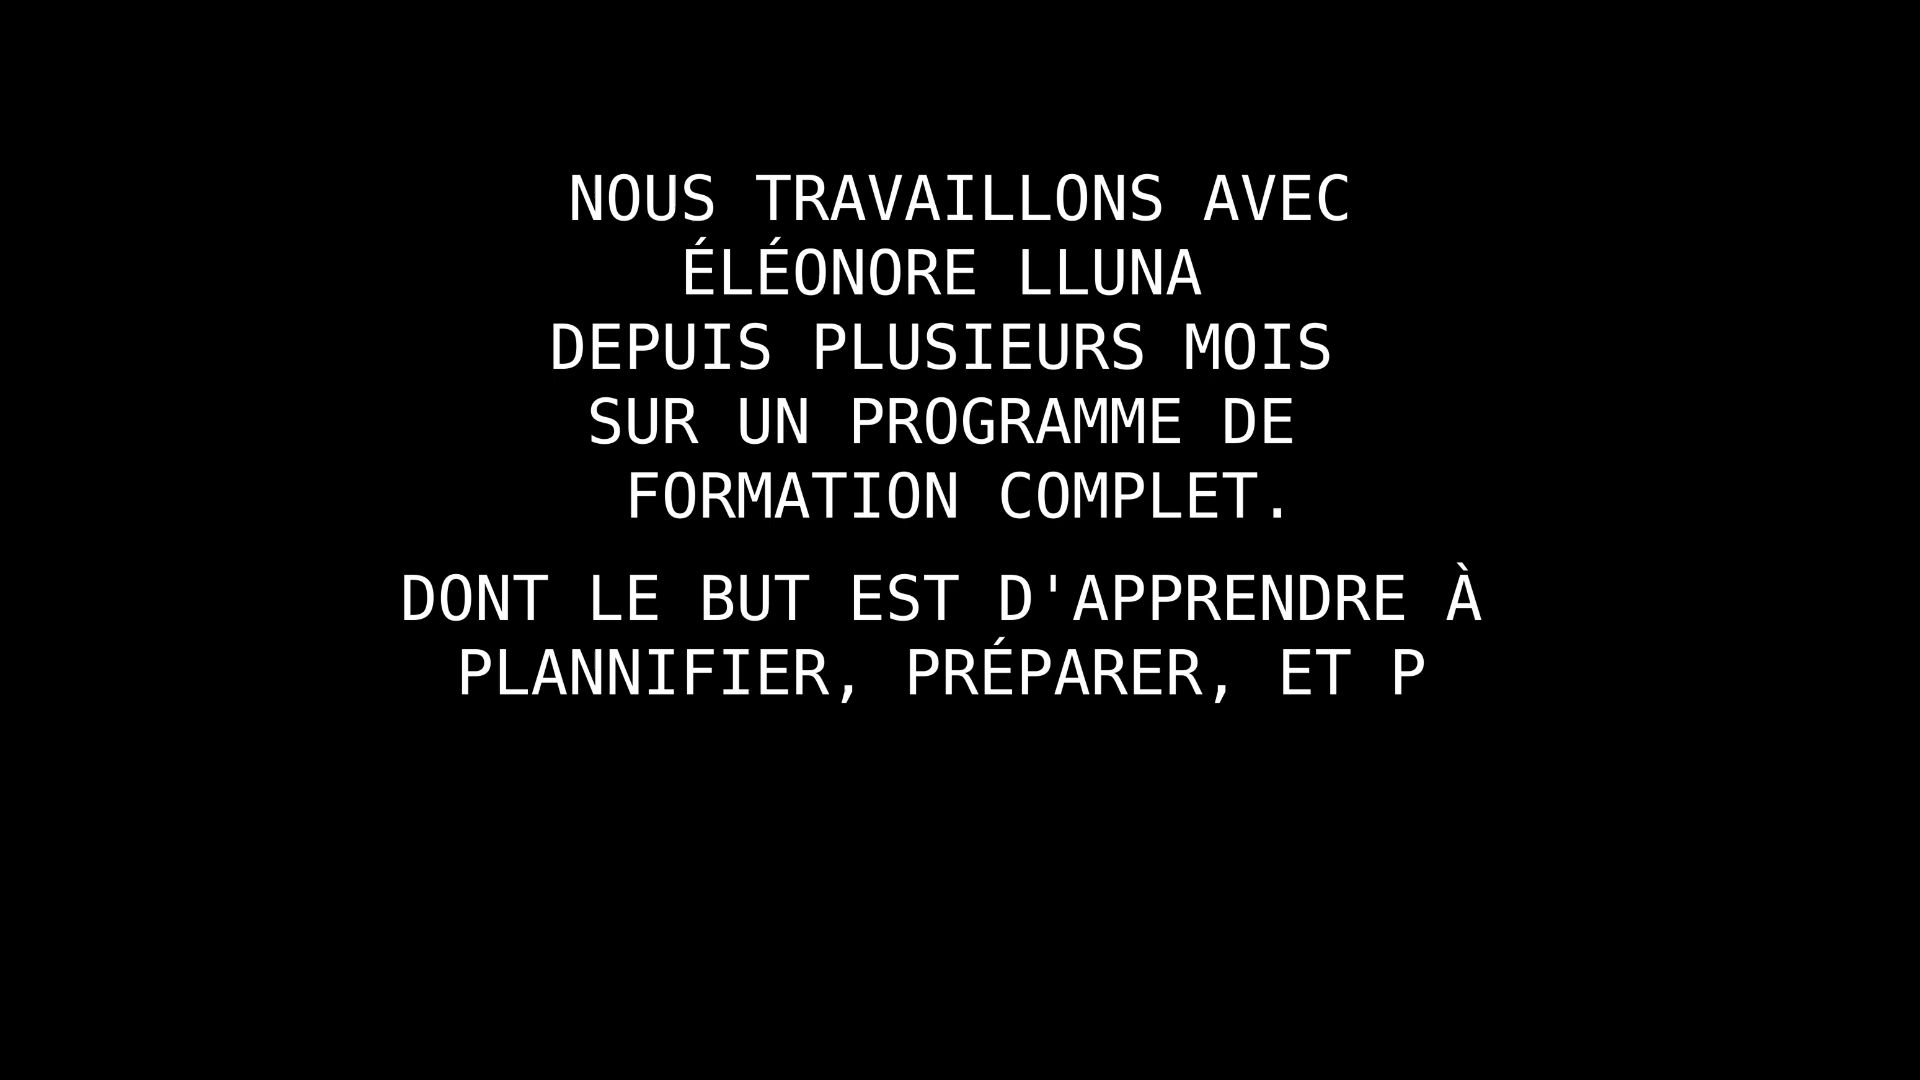 NOUS TRAVAILLONS AVEC
ÉLÉONORE LLUNA
DEPUIS PLUSIEURS MOIS
SUR UN PROGRAMME DE
FORMATION COMPLET.
DONT LE BUT EST D'APPRENDRE À
PLANNIFIER, PRÉPARER, ET P